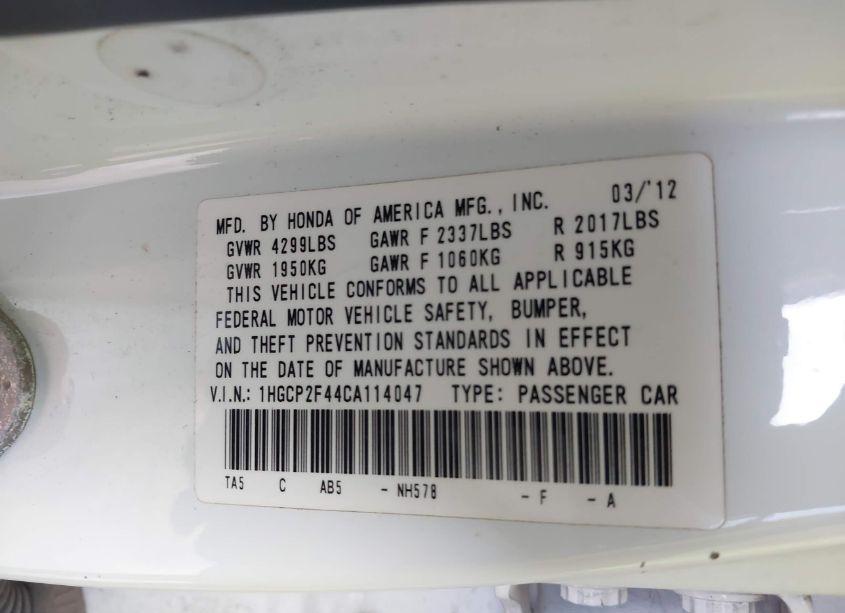 MFD. BY HONDA OF AMERICA MFG., INC. 03/'12
GVWR 4299LBS GAWR F 2337LBS R 2017LBS
GVWR 1950KG GAWR F 1060KG R 915KG
THIS VEHICLE CONFORMS TO ALL APPLICABLE
FEDERAL MOTOR VEHICLE SAFETY, BUMPER,
AND THEFT PREVENTION STANDARDS IN EFFECT
ON THE DATE OF MANUFACTURE SHOWN ABOVE.
V.I.N.: 1HGCP2F44CA114047 TYPE: PASSENGER CAR
TA5 C AB5 - NH578 - F - A